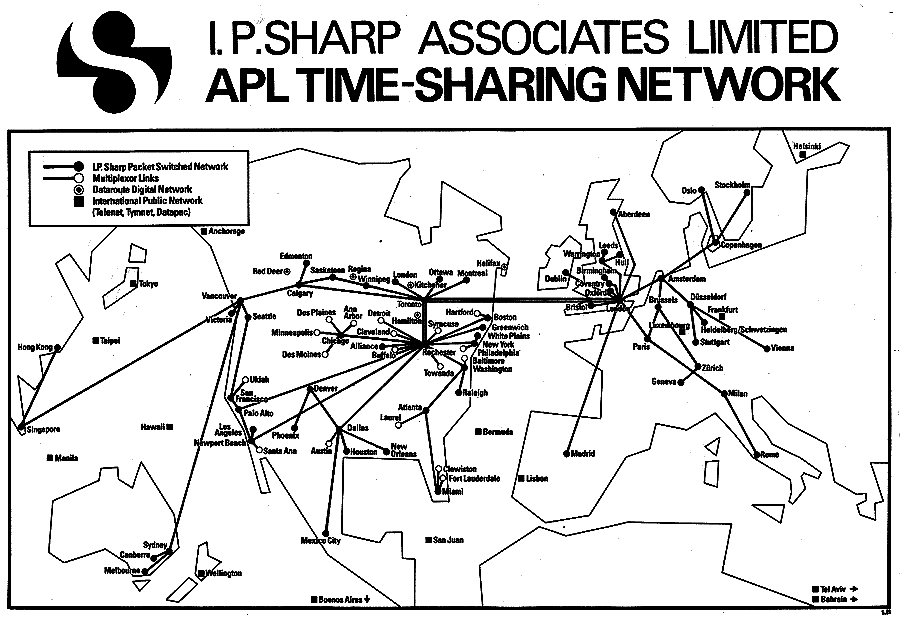 I.P.SHARP ASSOCIATES LIMITED
APL TIME-SHARING NETWORK
I.P. Sharp Packet Switched Network
Multiplexor Links
Dataroute Digital Network
International Public Network
(Telenet, Tymnet, Datapac)
Helsinki
Oslo
Stockholm
Aberdeen
Anchorage
Copenhagen
Leeds
Warrington
Hull
Edmonton
Halifax
Red Deer
Saskatoon
Regina
Winnipeg
London
Ottawa
Montreal
Kitchener
Birmingham
Dublin
Coventry
Oxford
Amsterdam
Tokyo
Calgary
Vancouver
Toronto
Bristol
London
Brussels
Düsseldorf
Victoria
Seattle
Des Plaines
Ann
Arbor
Detroit
Hamilton
Hartford
Boston
Frankfurt
Syracuse
Greenwich
White Plains
Luxembourg
Heidelberg/Schwetzingen
Minneapolis
Chicago
Cleveland
Alliance
Buffalo
Rochester
New York
Philadelphia
Baltimore
Washington
Paris
Stuttgart
Vienna
Hong Kong
Taipei
Des Moines
Towanda
Zürich
Geneva
Ukiah
San
Francisco
Denver
Raleigh
Milan
Palo Alto
Atlanta
Laurel
Singapore
Hawaii
Los
Angeles
Newport Beach
Phoenix
Dallas
Bermuda
Santa Ana
Austin
Houston
New
Orleans
Madrid
Rome
Manila
Clewiston
Fort Lauderdale
Miami
Lisbon
Sydney
Canberra
Melbourne
Mexico City
San Juan
Wellington
Buenos Aires ↓
Tel Aviv →
Bahrain →